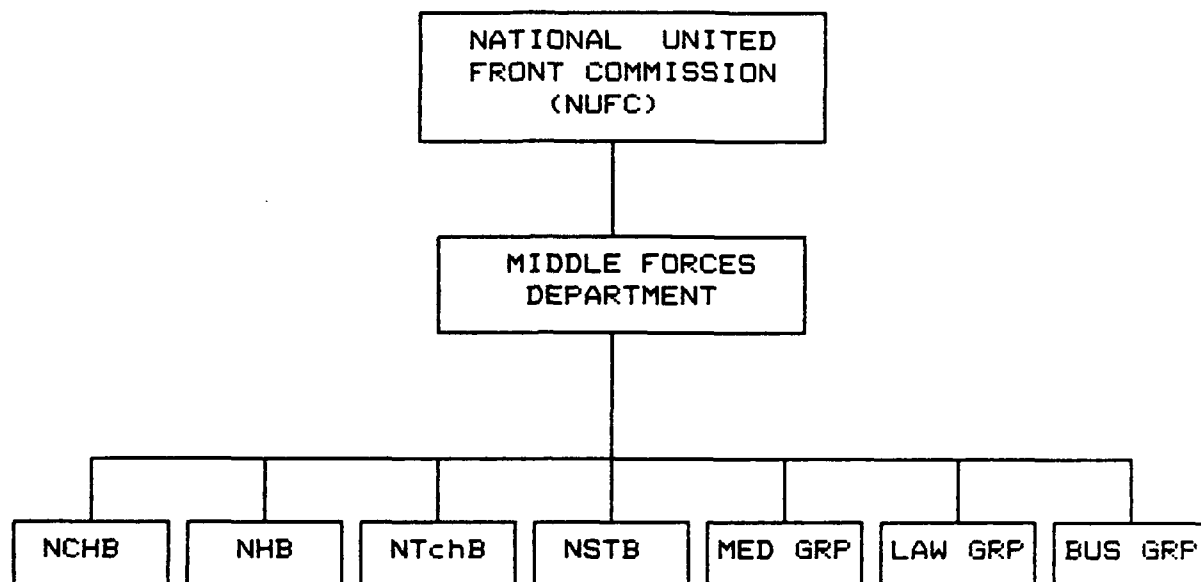 NATIONAL UNITED
FRONT COMMISSION
(NUFC)
MIDDLE FORCES
DEPARTMENT
NCHB
NHB
NTchB
NSTB
MED GRP
LAW GRP
BUS GRP